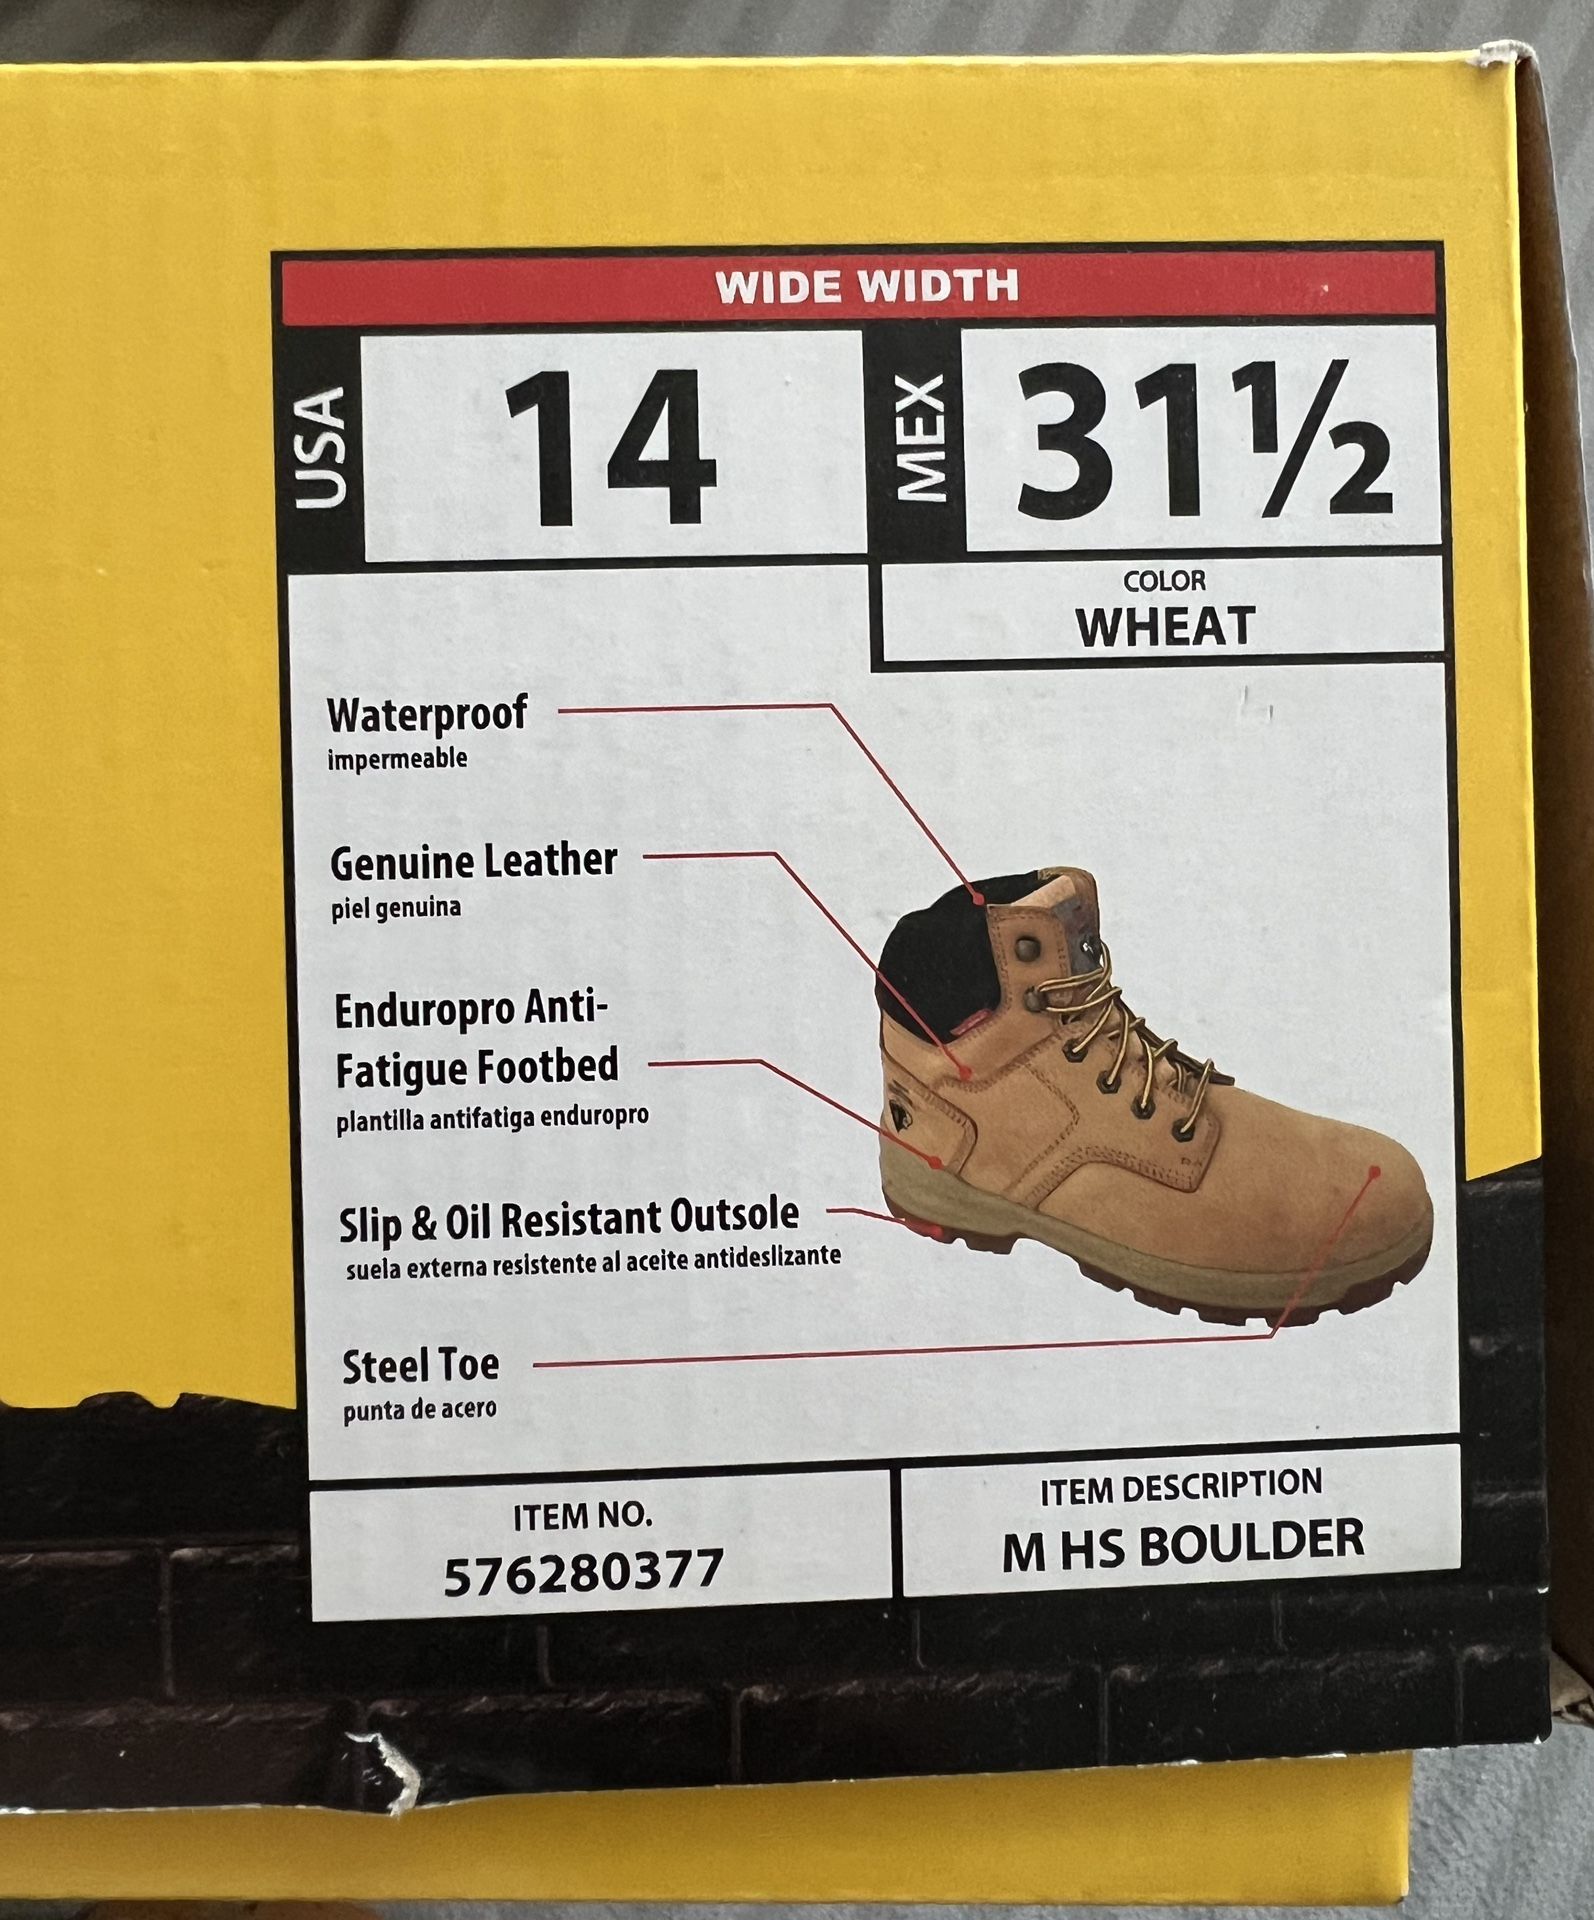 WIDE WIDTH
USA
14
MEX
31½
COLOR
WHEAT
Waterproof
impermeable
Genuine Leather
piel genuina
Enduropro Anti-
Fatigue Footbed
plantilla antifatiga enduropro
Slip & Oil Resistant Outsole
suela externa resistente al aceite antideslizante
Steel Toe
punta de acero
ITEM NO.
576280377
ITEM DESCRIPTION
M HS BOULDER